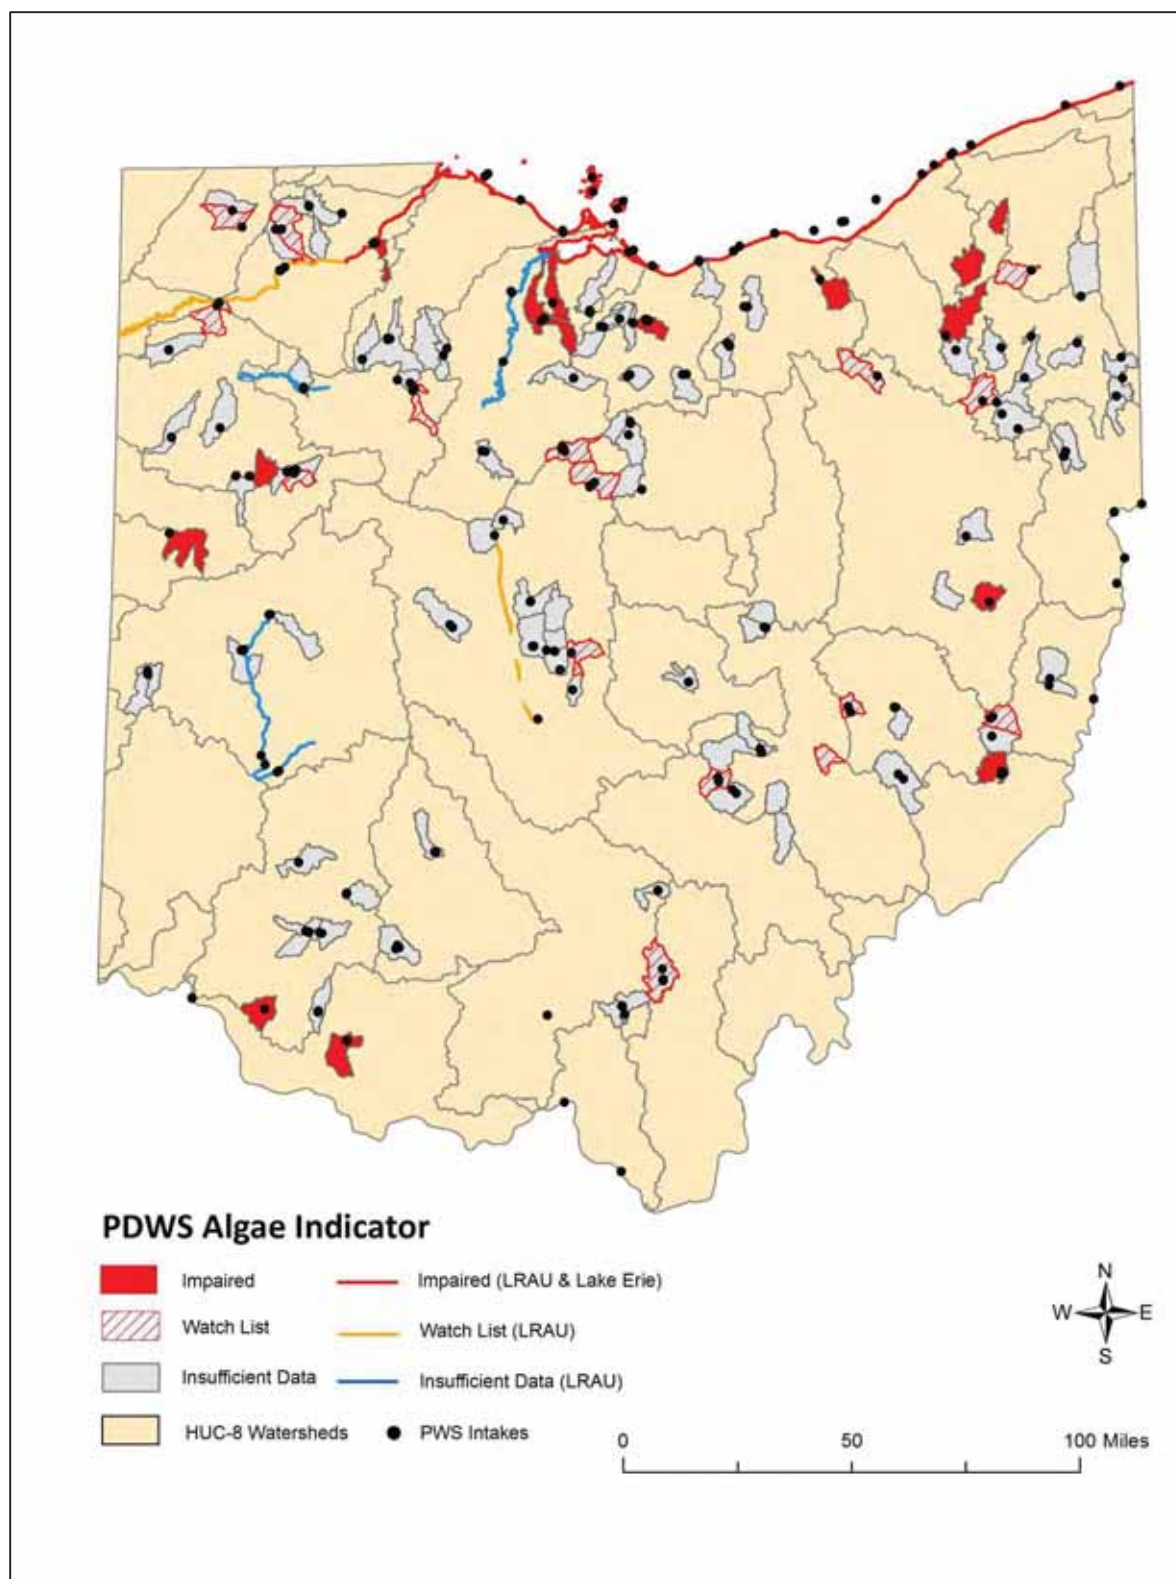 PDWS Algae Indicator
Impaired
Impaired (LRAU & Lake Erie)
Watch List
Watch List (LRAU)
Insufficient Data
Insufficient Data (LRAU)
HUC-8 Watersheds
PWS Intakes
N
W
E
S
0
50
100 Miles